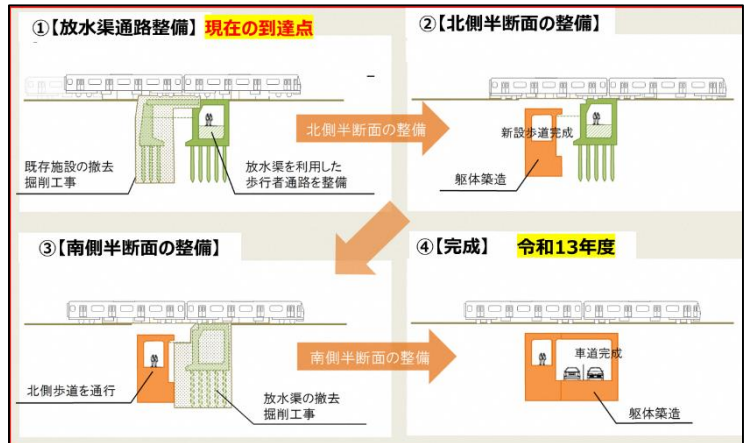 ①【放水渠通路整備】 現在の到達点
既存施設の撤去
掘削工事
放水渠を利用した
歩行者通路を整備
北側半断面の整備
②【北側半断面の整備】
新設歩道完成
躯体築造
③【南側半断面の整備】
北側歩道を通行
放水渠の撤去
掘削工事
南側半断面の整備
④【完成】 令和13年度
車道完成
躯体築造